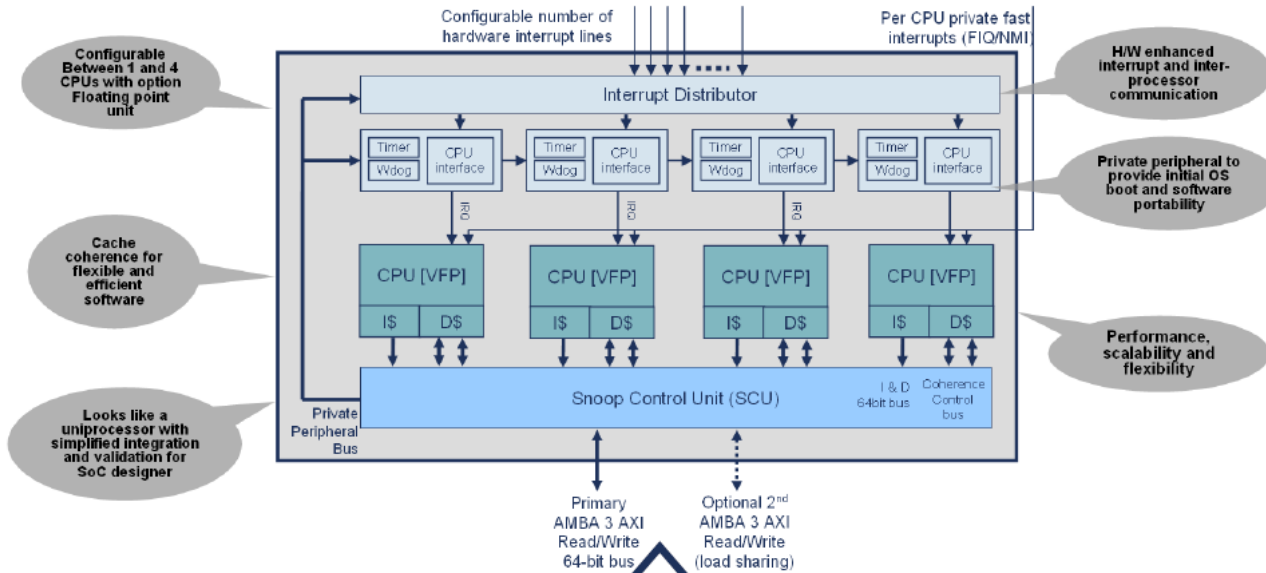 Configurable number of
hardware interrupt lines
Per CPU private fast
interrupts (FIQ/NMI)
Configurable
Between 1 and 4
CPUs with option
Floating point
unit
H/W enhanced
interrupt and inter-
processor
communication
Interrupt Distributor
Timer
Wdog
CPU
interface
Timer
Wdog
CPU
interface
Timer
Wdog
CPU
interface
Timer
Wdog
CPU
interface
Private peripheral to
provide initial OS
boot and software
portability
IRQ
IRQ
IRQ
Cache
coherence for
flexible and
efficient
software
CPU [VFP]
I$ D$
CPU [VFP]
I$ D$
CPU [VFP]
I$ D$
CPU [VFP]
I$ D$
Performance,
scalability and
flexibility
Snoop Control Unit (SCU)
I & D
64bit bus
Coherence
Control
bus
Looks like a
uniprocessor with
simplified integration
and validation for
SoC designer
Private
Peripheral
Bus
Primary
AMBA 3 AXI
Read/Write
64-bit bus
Optional 2nd
AMBA 3 AXI
Read/Write
(load sharing)